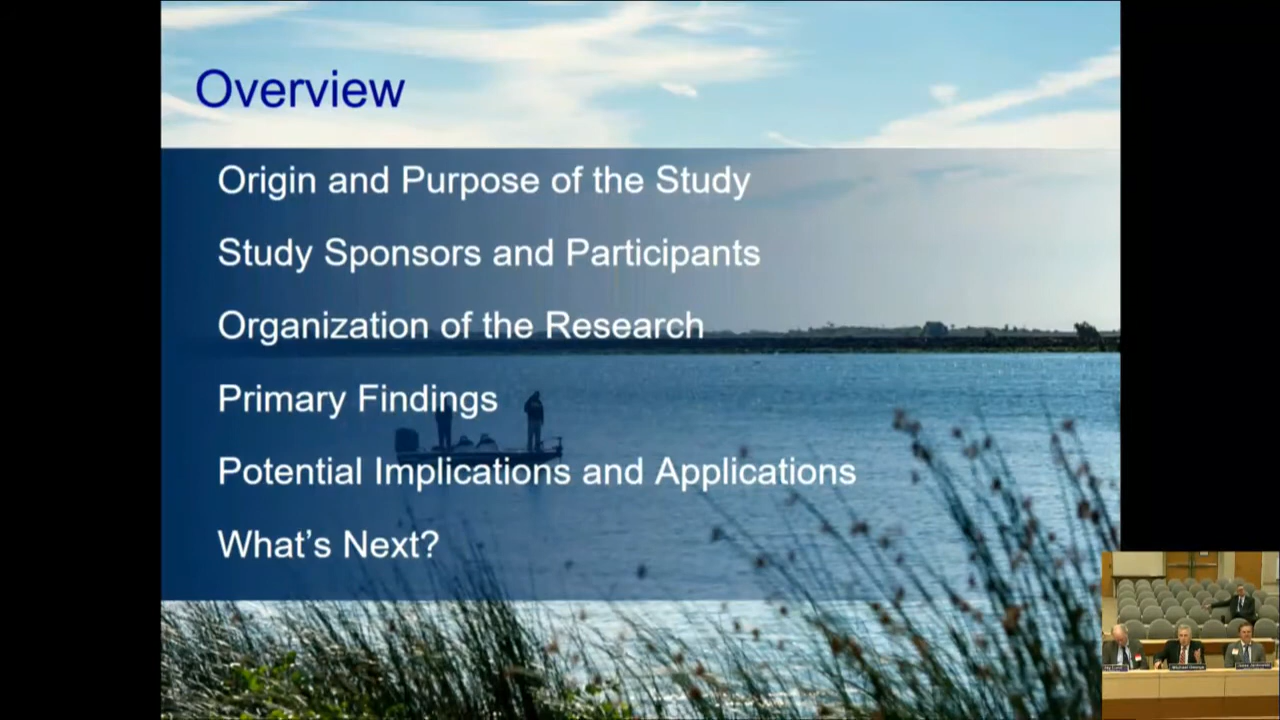 Overview
Origin and Purpose of the Study
Study Sponsors and Participants
Organization of the Research
Primary Findings
Potential Implications and Applications
What's Next?